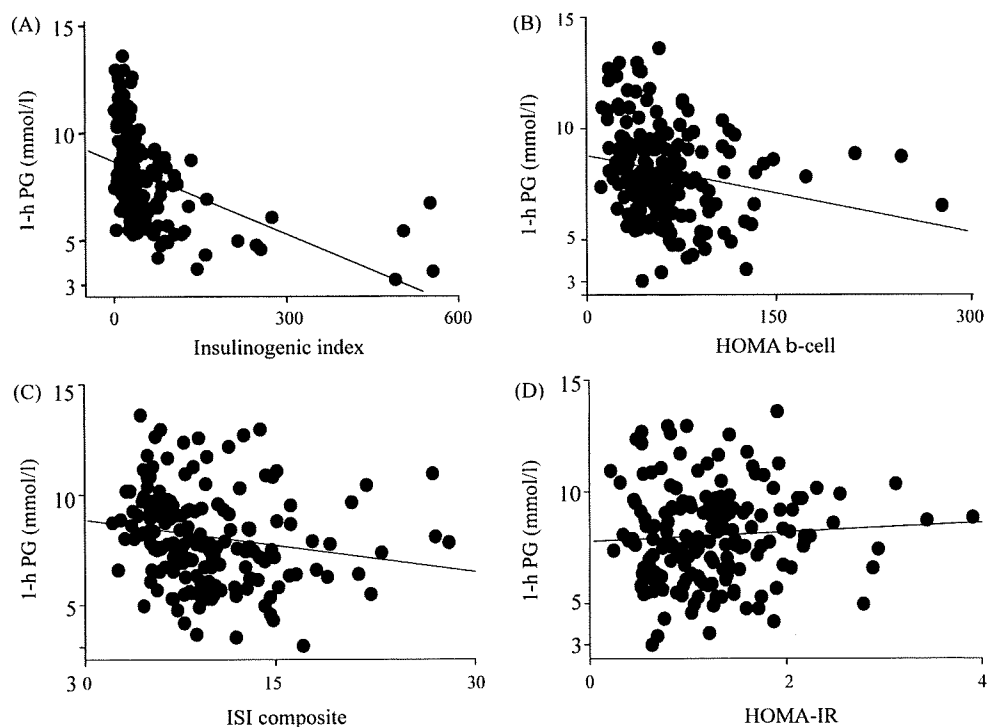 (A)
15
10
5
3
1-h PG (mmol/l)
0 300 600
Insulinogenic index
(B)
15
10
5
3
1-h PG (mmol/l)
0 150 300
HOMA b-cell
(C)
15
10
5
3 0 15 30
1-h PG (mmol/l)
ISI composite
(D)
15
10
5
3
1-h PG (mmol/l)
0 2 4
HOMA-IR